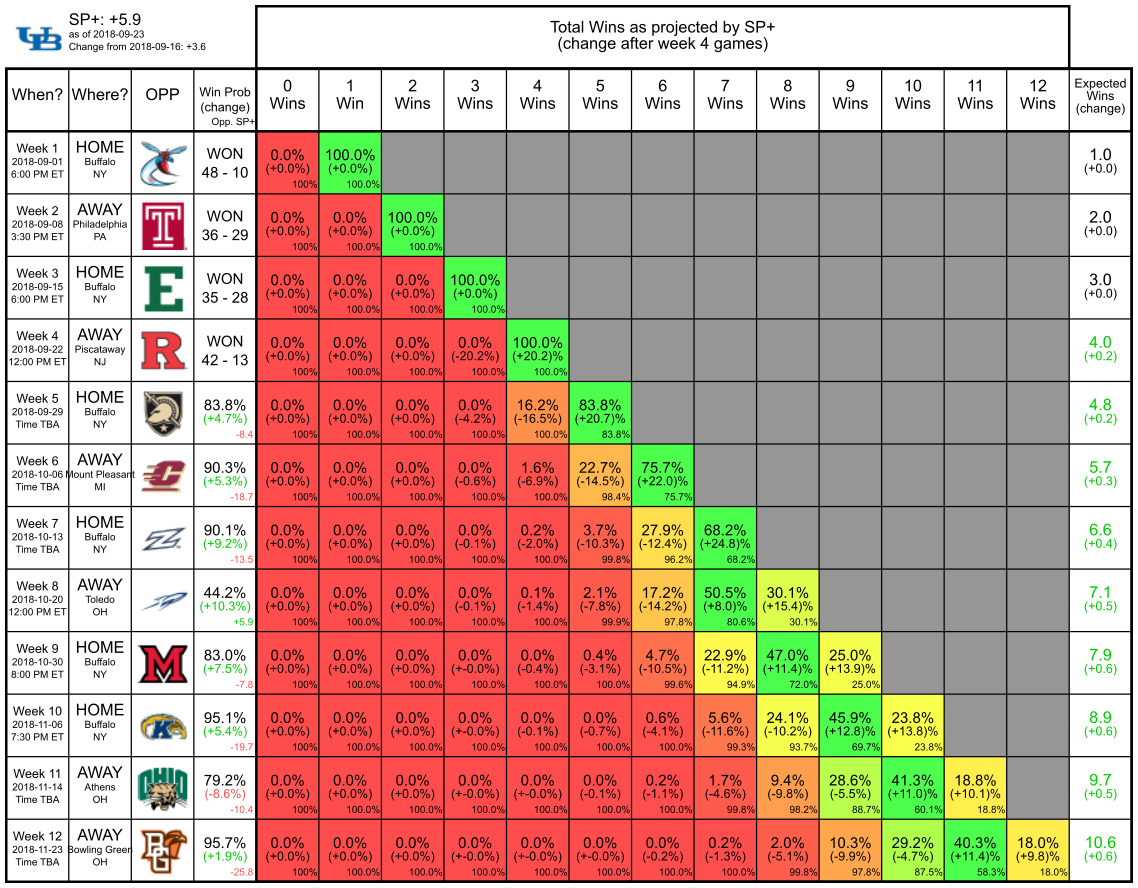 UB
SP+: +5.9
as of 2018-09-23
Change from 2018-09-16: +3.6
Total Wins as projected by SP+
(change after week 4 games)
When? Where? OPP Win Prob (change) Opp. SP+ 0 Wins 1 Win 2 Wins 3 Wins 4 Wins 5 Wins 6 Wins 7 Wins 8 Wins 9 Wins 10 Wins 11 Wins 12 Wins Expected Wins (change)
Week 1 HOME WON 0.0% 100.0% 1.0
2018-09-01 Buffalo 48 - 10 (+0.0%) (+0.0%) (+0.0)
6:00 PM ET NY 100% 100.0%
Week 2 AWAY T WON 0.0% 0.0% 100.0% 2.0
2018-09-08 Philadelphia 36 - 29 (+0.0%) (+0.0%) (+0.0%) (+0.0)
3:30 PM ET PA 100% 100.0% 100.0%
Week 3 HOME E WON 0.0% 0.0% 0.0% 100.0% 3.0
2018-09-15 Buffalo 35 - 28 (+0.0%) (+0.0%) (+0.0%) (+0.0%) (+0.0)
6:00 PM ET NY 100% 100.0% 100.0% 100.0%
Week 4 AWAY R WON 0.0% 0.0% 0.0% 0.0% 100.0% 4.0
2018-09-22 Piscataway 42 - 13 (+0.0%) (+0.0%) (+0.0%) (-20.2%) (+20.2)% (+0.2)
12:00 PM ET NJ 100% 100.0% 100.0% 100.0% 100.0%
Week 5 HOME 83.8% 0.0% 0.0% 0.0% 0.0% 16.2% 83.8% 4.8
2018-09-29 Buffalo (+4.7%) (+0.0%) (+0.0%) (+0.0%) (-4.2%) (-16.5%) (+20.7)% (+0.2)
Time TBA NY -8.4 100% 100.0% 100.0% 100.0% 100.0% 83.8%
Week 6 AWAY C 90.3% 0.0% 0.0% 0.0% 0.0% 1.6% 22.7% 75.7% 5.7
2018-10-06 Mount Pleasant (+5.3%) (+0.0%) (+0.0%) (+0.0%) (-0.6%) (-6.9%) (-14.5%) (+22.0)% (+0.3)
Time TBA MI -18.7 100% 100.0% 100.0% 100.0% 100.0% 98.4% 75.7%
Week 7 HOME Z 90.1% 0.0% 0.0% 0.0% 0.0% 0.2% 3.7% 27.9% 68.2% 6.6
2018-10-13 Buffalo (+9.2%) (+0.0%) (+0.0%) (+0.0%) (-0.1%) (-2.0%) (-10.3%) (-12.4%) (+24.8)% (+0.4)
Time TBA NY -13.5 100% 100.0% 100.0% 100.0% 100.0% 99.8% 96.2% 68.2%
Week 8 AWAY 44.2% 0.0% 0.0% 0.0% 0.0% 0.1% 2.1% 17.2% 50.5% 30.1% 7.1
2018-10-20 Toledo (+10.3%) (+0.0%) (+0.0%) (+0.0%) (-0.1%) (-1.4%) (-7.8%) (-14.2%) (+8.0)% (+15.4)% (+0.5)
12:00 PM ET OH +5.9 100% 100.0% 100.0% 100.0% 100.0% 99.9% 97.8% 80.6% 30.1%
Week 9 HOME M 83.0% 0.0% 0.0% 0.0% 0.0% 0.0% 0.4% 4.7% 22.9% 47.0% 25.0% 7.9
2018-10-30 Buffalo (+7.5%) (+0.0%) (+0.0%) (+0.0%) (+-0.0%) (-0.4%) (-3.1%) (-10.5%) (-11.2%) (+11.4)% (+13.9)% (+0.6)
8:00 PM ET NY -7.8 100% 100.0% 100.0% 100.0% 100.0% 100.0% 99.6% 94.9% 72.0% 25.0%
Week 10 HOME K 95.1% 0.0% 0.0% 0.0% 0.0% 0.0% 0.0% 0.6% 5.6% 24.1% 45.9% 23.8% 8.9
2018-11-06 Buffalo (+5.4%) (+0.0%) (+0.0%) (+0.0%) (+-0.0%) (-0.1%) (-0.7%) (-4.1%) (-11.6%) (-10.2%) (+12.8)% (+13.8)% (+0.6)
7:30 PM ET NY -19.7 100% 100.0% 100.0% 100.0% 100.0% 100.0% 100.0% 99.3% 93.7% 69.7% 23.8%
Week 11 AWAY OHIO 79.2% 0.0% 0.0% 0.0% 0.0% 0.0% 0.0% 0.2% 1.7% 9.4% 28.6% 41.3% 18.8% 9.7
2018-11-14 Athens (-8.6%) (+0.0%) (+0.0%) (+0.0%) (+-0.0%) (+-0.0%) (-0.1%) (-1.1%) (-4.6%) (-9.8%) (-5.5%) (+11.0)% (+10.1)% (+0.5)
Time TBA OH -10.4 100% 100.0% 100.0% 100.0% 100.0% 100.0% 100.0% 99.8% 98.2% 88.7% 60.1% 18.8%
Week 12 AWAY BG 95.7% 0.0% 0.0% 0.0% 0.0% 0.0% 0.0% 0.0% 0.2% 2.0% 10.3% 29.2% 40.3% 18.0% 10.6
2018-11-23 Bowling Green (+1.9%) (+0.0%) (+0.0%) (+0.0%) (+-0.0%) (+-0.0%) (+-0.0%) (-0.2%) (-1.3%) (-5.1%) (-9.9%) (-4.7%) (+11.4)% (+9.8)% (+0.6)
Time TBA OH -25.8 100% 100.0% 100.0% 100.0% 100.0% 100.0% 100.0% 100.0% 99.8% 97.8% 87.5% 58.3% 18.0%